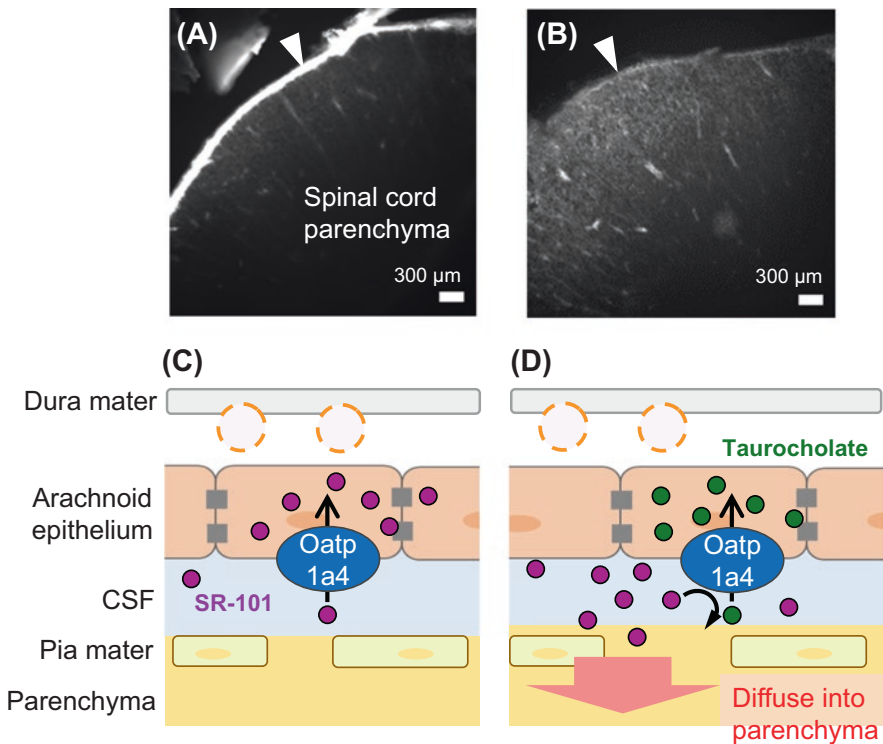 (A)
Spinal cord
parenchyma
300 µm
(B)
300 µm
(C)
Dura mater
Arachnoid
epithelium
CSF
Pia mater
Parenchyma
Oatp
1a4
SR-101
(D)
Taurocholate
Oatp
1a4
Diffuse into
parenchyma